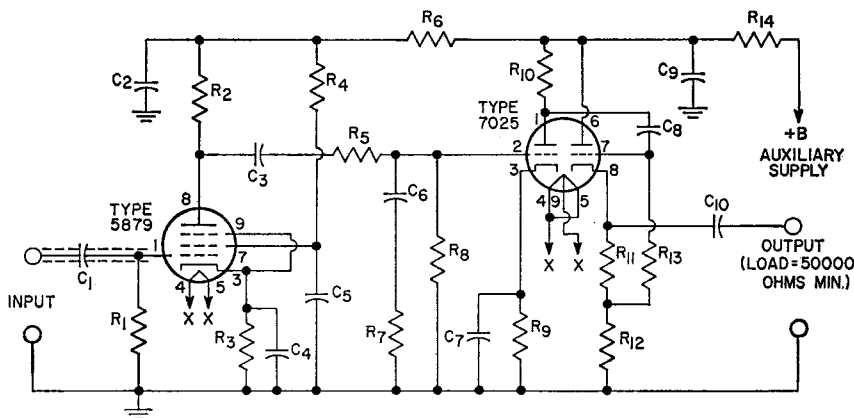 R6
R14
C2
R2
R4
R10
C9
TYPE
7025
1
6
C8
+B
AUXILIARY
SUPPLY
C3
R5
2
7
3
8
C6
4
9
5
C10
TYPE
5879
8
9
1
7
4
5
3
C1
X
X
X
X
R8
R11
R13
OUTPUT
(LOAD=50000
OHMS MIN.)
INPUT
C5
R1
R3
C4
R7
C7
R9
R12